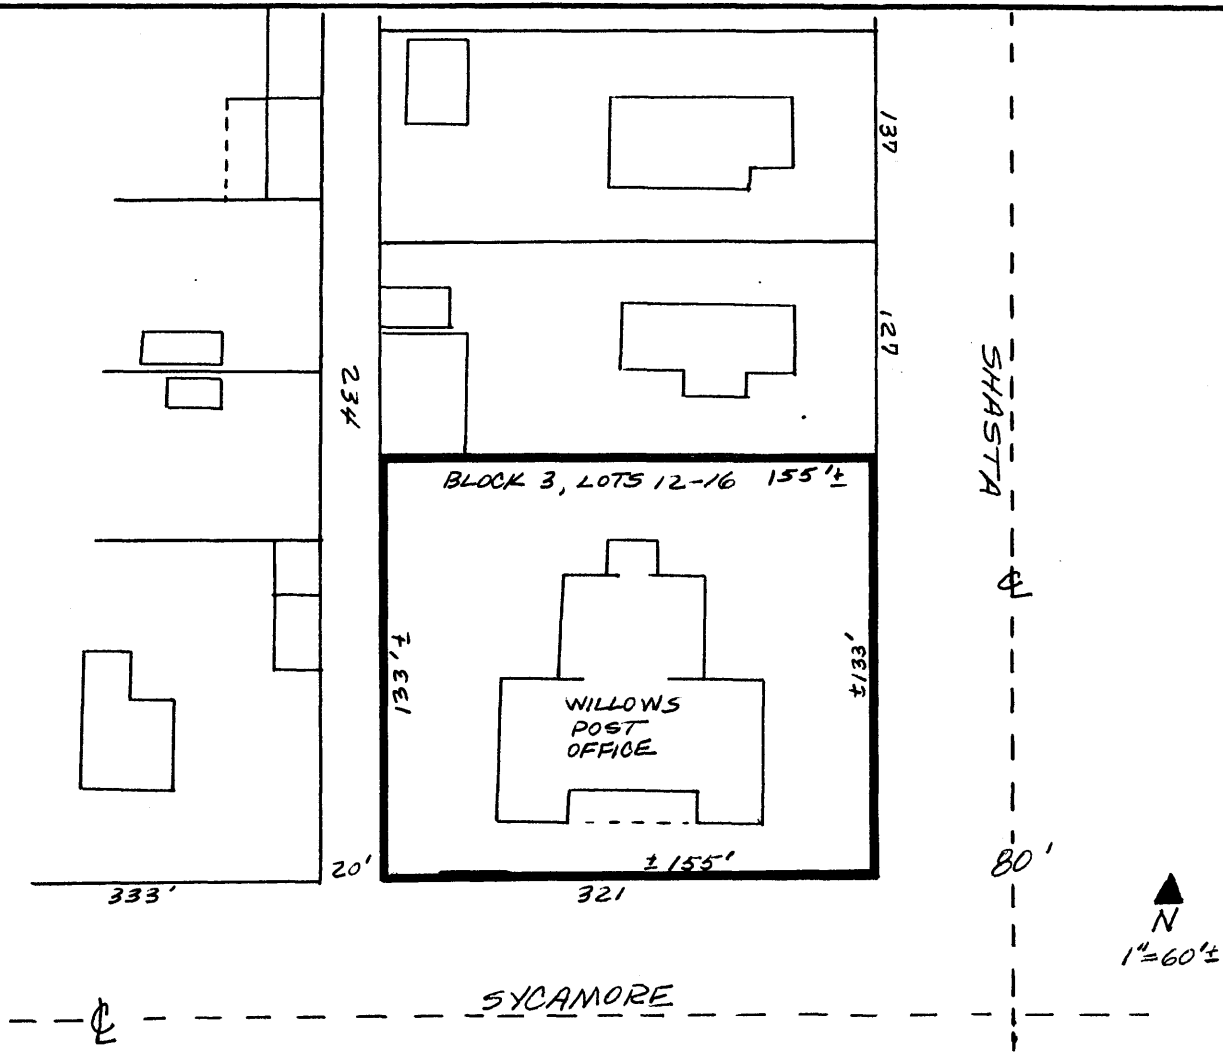 137
127
SHASTA
234
BLOCK 3, LOTS 12-16 155'±
℄
133'±
±133'
WILLOWS
POST
OFFICE
± 155'
20'
80'
333'
321
N
1"=60'±
SYCAMORE
℄